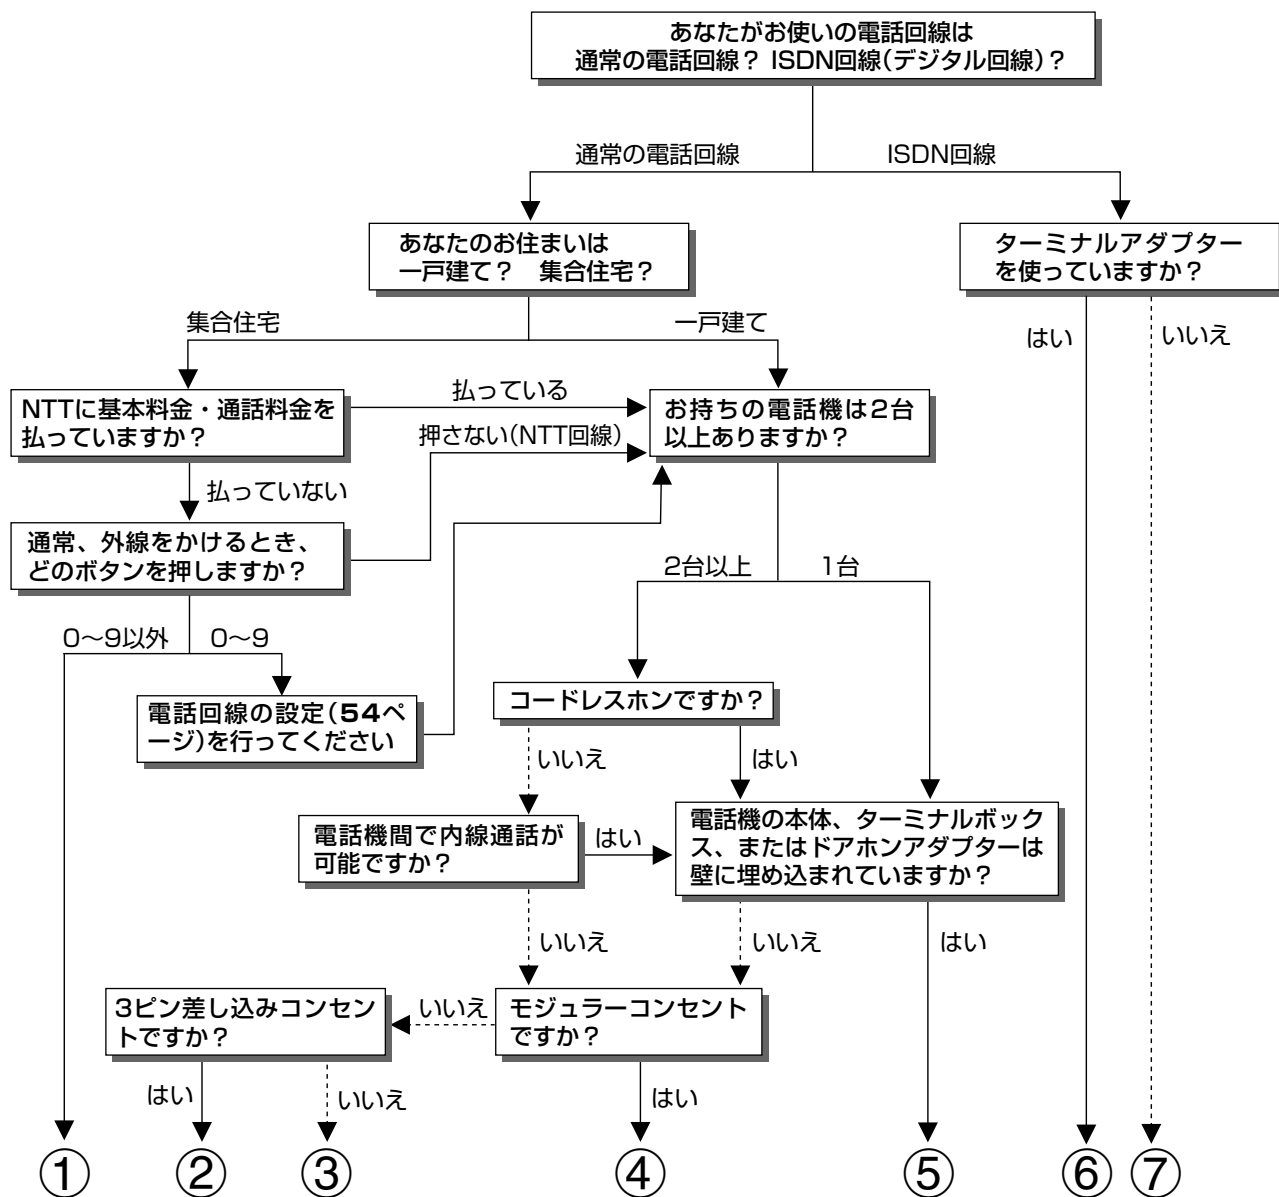 あなたがお使いの電話回線は
通常の電話回線？ ISDN回線(デジタル回線)？
通常の電話回線
ISDN回線
あなたのお住まいは
一戸建て？　集合住宅？
ターミナルアダプター
を使っていますか？
集合住宅
一戸建て
はい
いいえ
NTTに基本料金・通話料金を
払っていますか？
払っている
お持ちの電話機は2台
以上ありますか？
押さない(NTT回線)
払っていない
通常、外線をかけるとき、
どのボタンを押しますか？
2台以上
1台
0〜9以外
0〜9
電話回線の設定(54ペ
ージ)を行ってください
コードレスホンですか？
いいえ
はい
電話機間で内線通話が
可能ですか？
はい
電話機の本体、ターミナルボック
ス、またはドアホンアダプターは
壁に埋め込まれていますか？
いいえ
いいえ
はい
3ピン差し込みコンセン
トですか？
いいえ
モジュラーコンセント
ですか？
はい
いいえ
はい
①
②
③
④
⑤
⑥
⑦